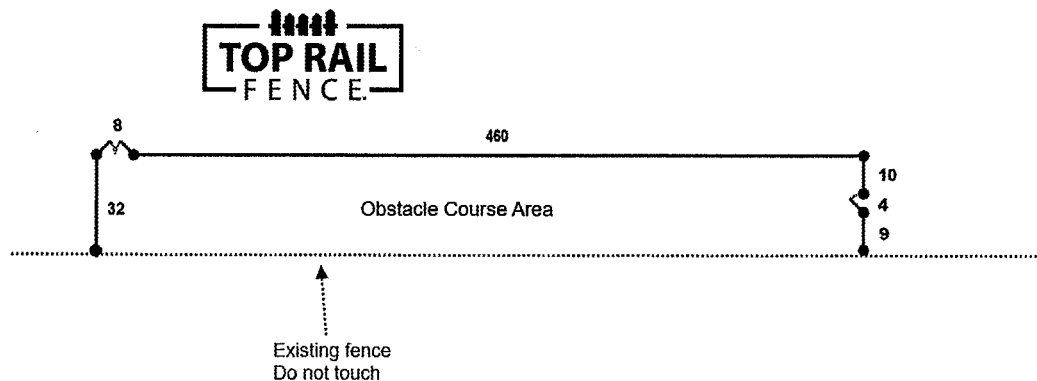 TOP RAIL
FENCE.
8
460
10
32
Obstacle Course Area
4
9
Existing fence
Do not touch